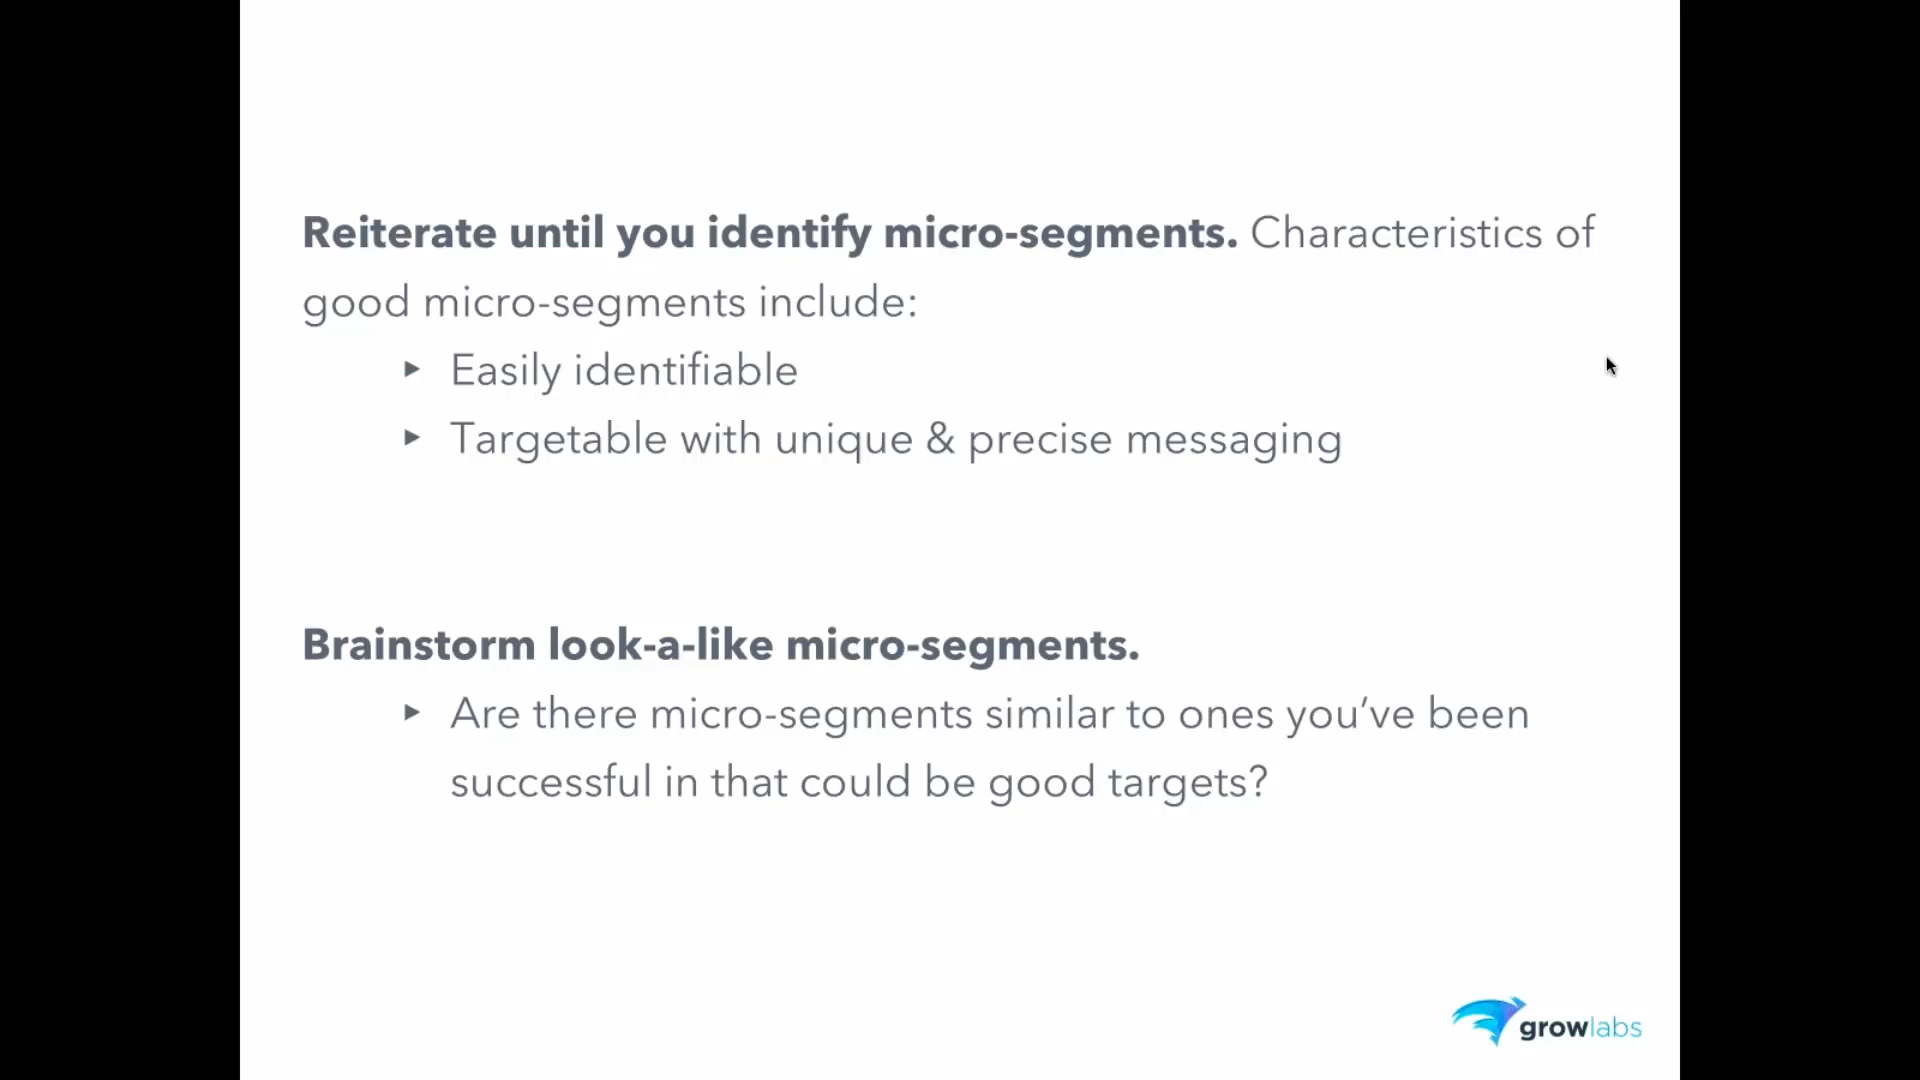 Reiterate until you identify micro-segments. Characteristics of
good micro-segments include:
▸ Easily identifiable
▸ Targetable with unique & precise messaging
Brainstorm look-a-like micro-segments.
▸ Are there micro-segments similar to ones you’ve been
successful in that could be good targets?
growlabs